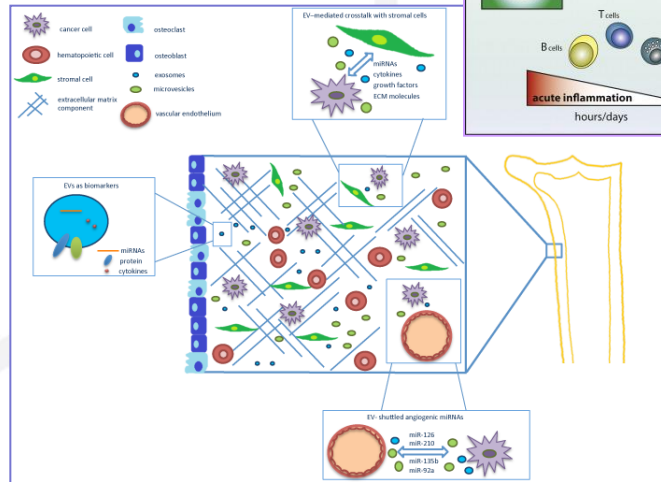 cancer cell
osteoclast
hematopoietic cell
osteoblast
stromal cell
exosomes
microvesicles
extracellular matrix
component
vascular endothelium
EV-mediated crosstalk with stromal cells
miRNAs
cytokines
growth factors
ECM molecules
B cells
T cells
acute inflammation
hours/days
EVs as biomarkers
miRNAs
protein
cytokines
EV- shuttled angiogenic miRNAs
miR-126
miR-210
miR-135b
miR-92a